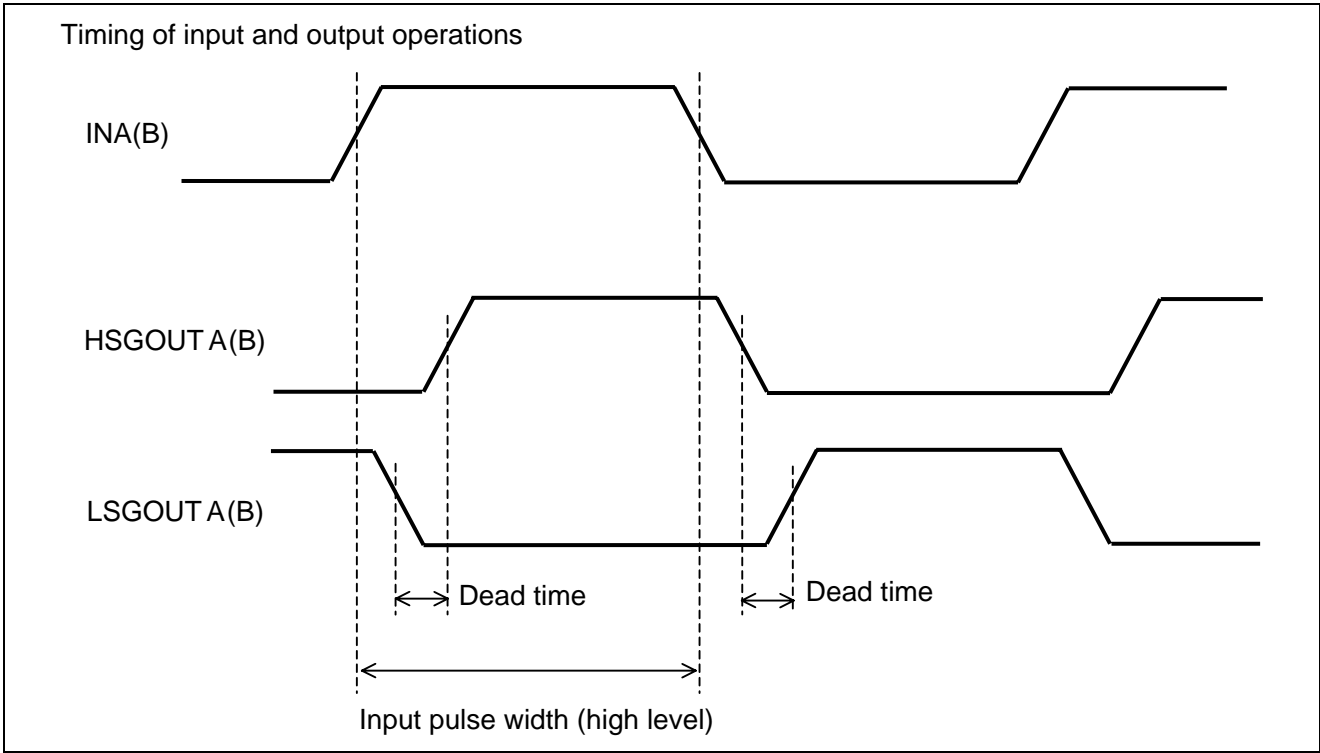 Timing of input and output operations
INA(B)
HSGOUT A(B)
LSGOUT A(B)
Dead time
Dead time
Input pulse width (high level)